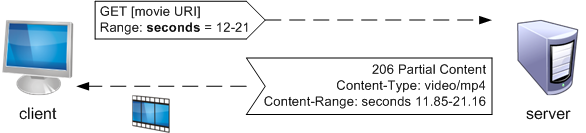 GET [movie URI]
Range: seconds = 12-21
206 Partial Content
Content-Type: video/mp4
Content-Range: seconds 11.85-21.16
client
server